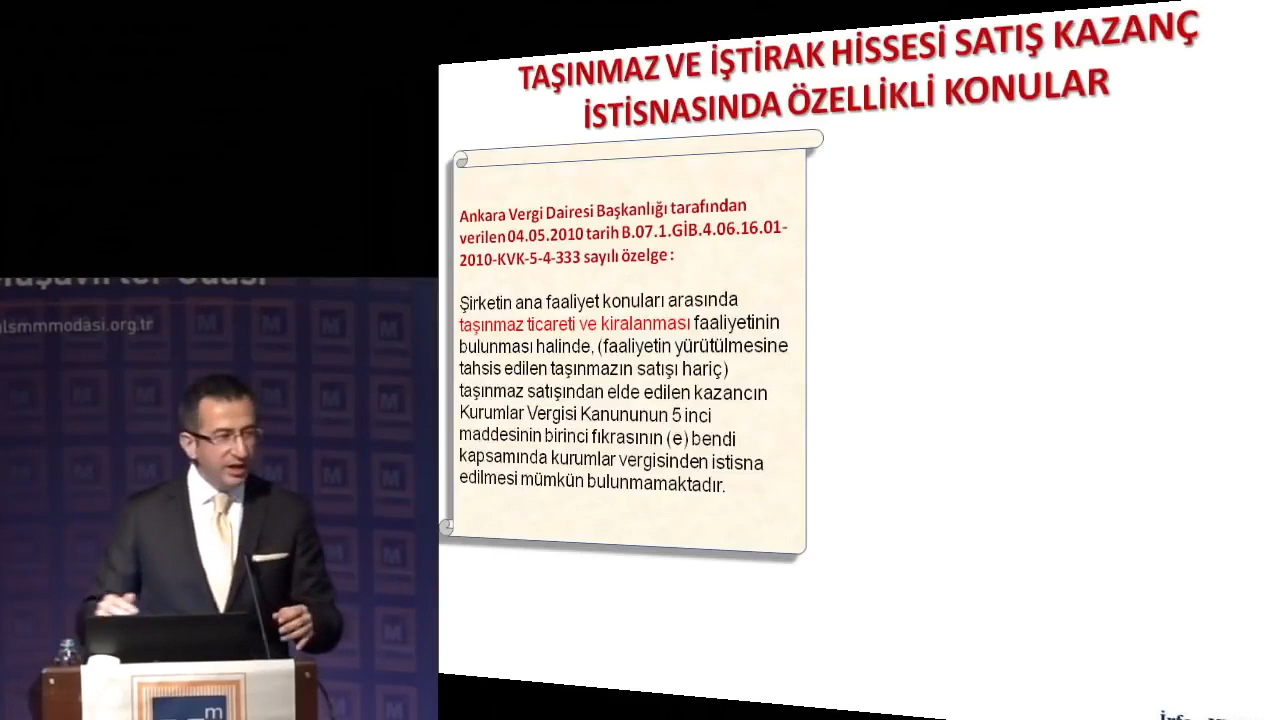 TAŞINMAZ VE İŞTİRAK HİSSESİ SATIŞ KAZANÇ
İSTİSNASINDA ÖZELLİKLİ KONULAR
Ankara Vergi Dairesi Başkanlığı tarafından
verilen 04.05.2010 tarih B.07.1.GİB.4.06.16.01-
2010-KVK-5-4-333 sayılı özelge :
Şirketin ana faaliyet konuları arasında
taşınmaz ticareti ve kiralanması faaliyetinin
bulunması halinde, (faaliyetin yürütülmesine
tahsis edilen taşınmazın satışı hariç)
taşınmaz satışından elde edilen kazancın
Kurumlar Vergisi Kanununun 5 inci
maddesinin birinci fıkrasının (e) bendi
kapsamında kurumlar vergisinden istisna
edilmesi mümkün bulunmamaktadır.
lsmmmodasi.org.tr
m